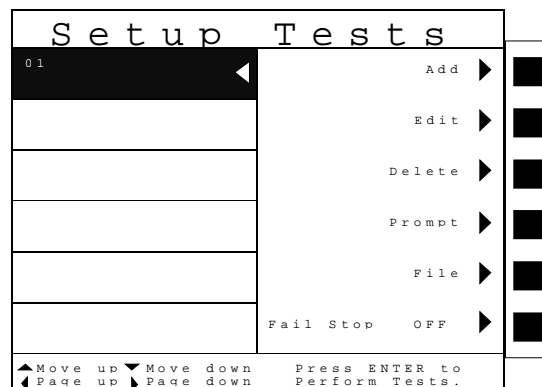 Setup Tests
01
Add
Edit
Delete
Prompt
File
Fail Stop OFF
Move up Move down Press ENTER to
Page up Page down Perform Tests.